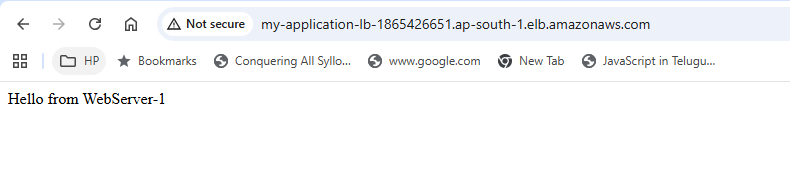 Not secure my-application-lb-1865426651.ap-south-1.elb.amazonaws.com
HP Bookmarks Conquering All Syllo... www.google.com New Tab JavaScript in Telugu...
Hello from WebServer-1